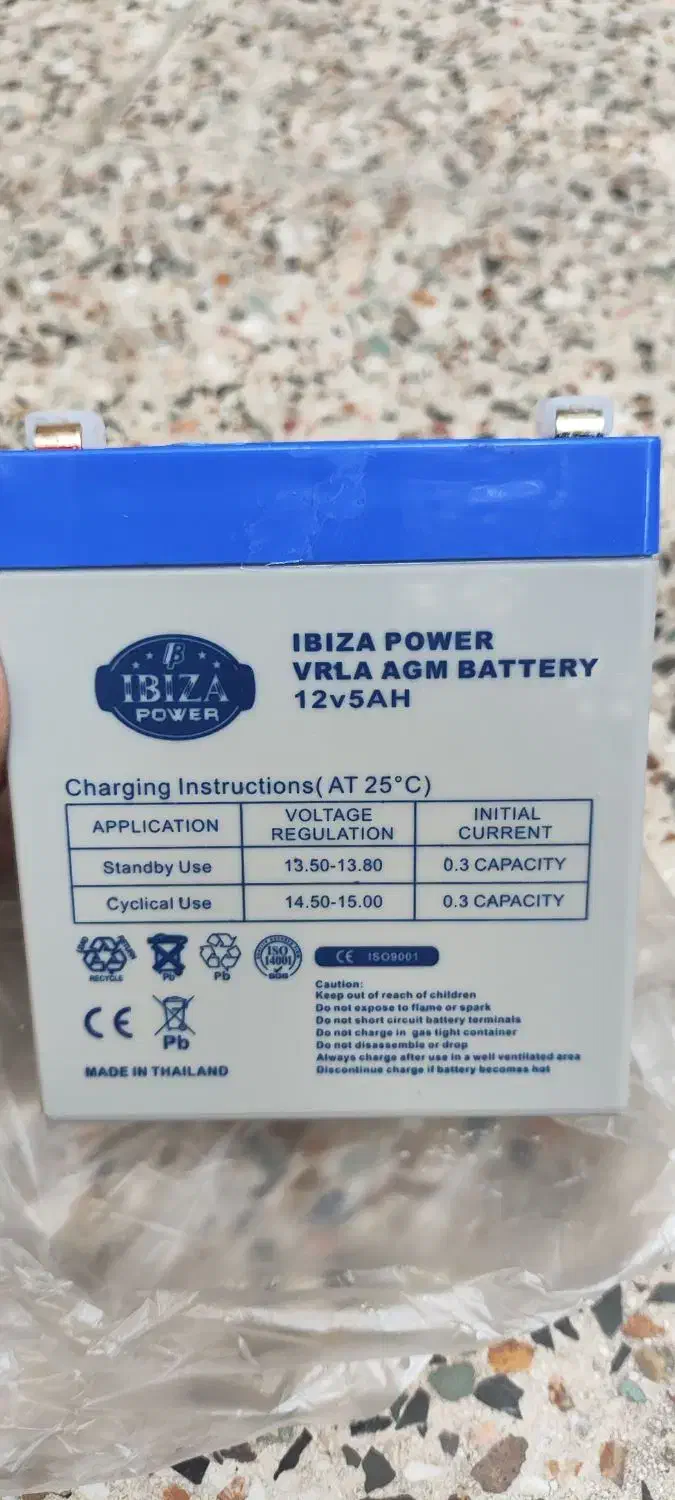 IBIZA
POWER
IBIZA POWER
VRLA AGM BATTERY
12v5AH
Charging Instructions( AT 25°C)
APPLICATION VOLTAGE REGULATION INITIAL CURRENT
Standby Use 13.50-13.80 0.3 CAPACITY
Cyclical Use 14.50-15.00 0.3 CAPACITY
RECYCLE
Pb
Pb
ISO
14001
SGS
CE ISO9001
CE
Pb
MADE IN THAILAND
Caution:
Keep out of reach of children
Do not expose to flame or spark
Do not short circuit battery terminals
Do not charge in gas tight container
Do not disassemble or drop
Always charge after use in a well ventilated area
Discontinue charge if battery becomes hot